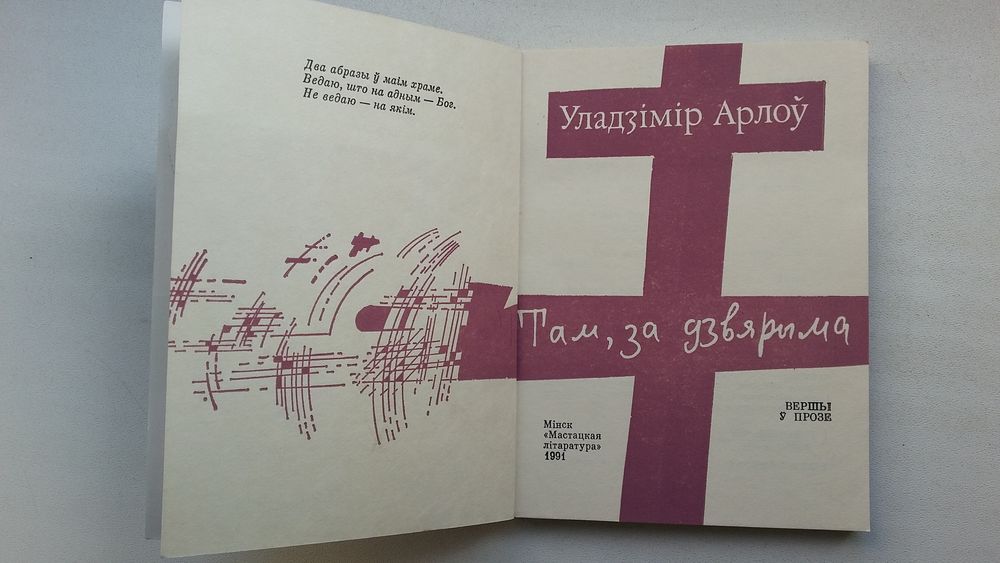 Два абразы ў маім храме.
Ведаю, што на адным — Бог.
Не ведаю — на якім.
Уладзімір Арлоў
Там, за дзвярыма
Мінск
«Мастацкая
літаратура»
1991
ВЕРШЫ
Ў ПРОЗЕ